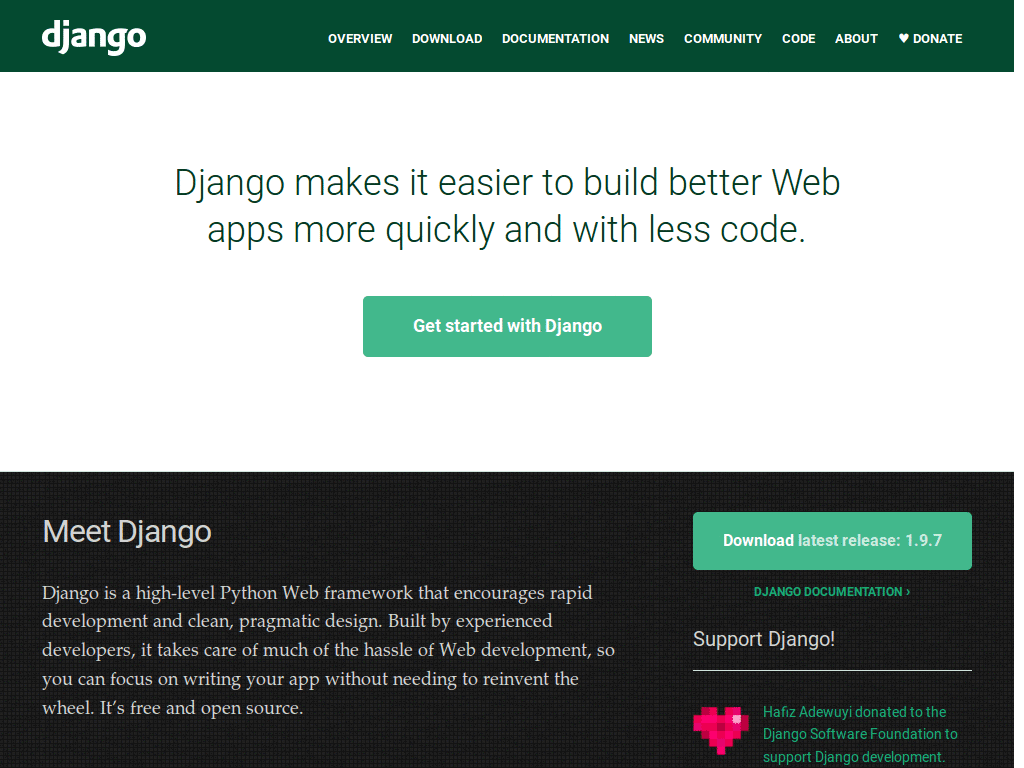 django
OVERVIEW DOWNLOAD DOCUMENTATION NEWS COMMUNITY CODE ABOUT ♥ DONATE
Django makes it easier to build better Web
apps more quickly and with less code.
Get started with Django
Meet Django
Django is a high-level Python Web framework that encourages rapid
development and clean, pragmatic design. Built by experienced
developers, it takes care of much of the hassle of Web development, so
you can focus on writing your app without needing to reinvent the
wheel. It’s free and open source.
Download latest release: 1.9.7
DJANGO DOCUMENTATION ›
Support Django!
Hafiz Adewuyi donated to the
Django Software Foundation to
support Django development.